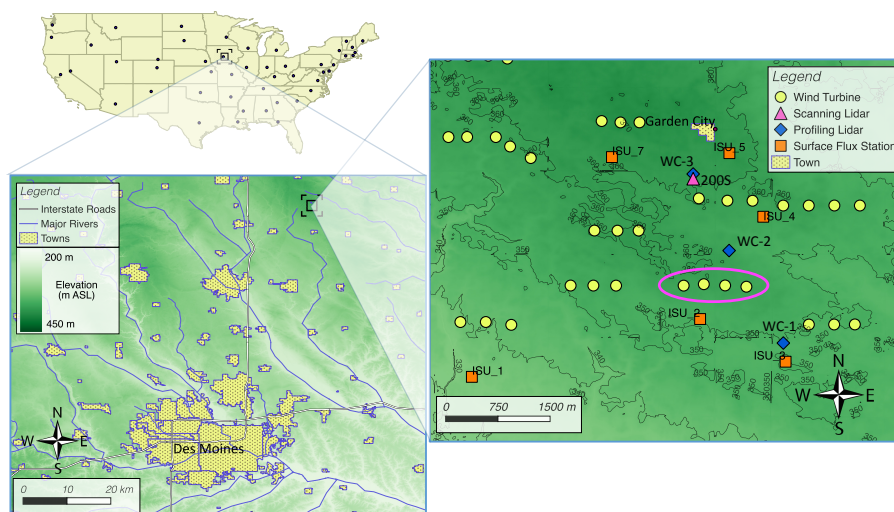 Legend
Interstate Roads
Major Rivers
Towns
200 m
Elevation
(m ASL)
450 m
Des Moines
N
W E
S
0 10 20 km
Legend
Wind Turbine
Scanning Lidar
Profiling Lidar
Surface Flux Station
Town
Garden City
ISU_7
ISU_5
WC-3
200S
ISU_4
WC-2
ISU_2
WC-1
ISU_3
ISU_1
0 750 1500 m
N
W E
S